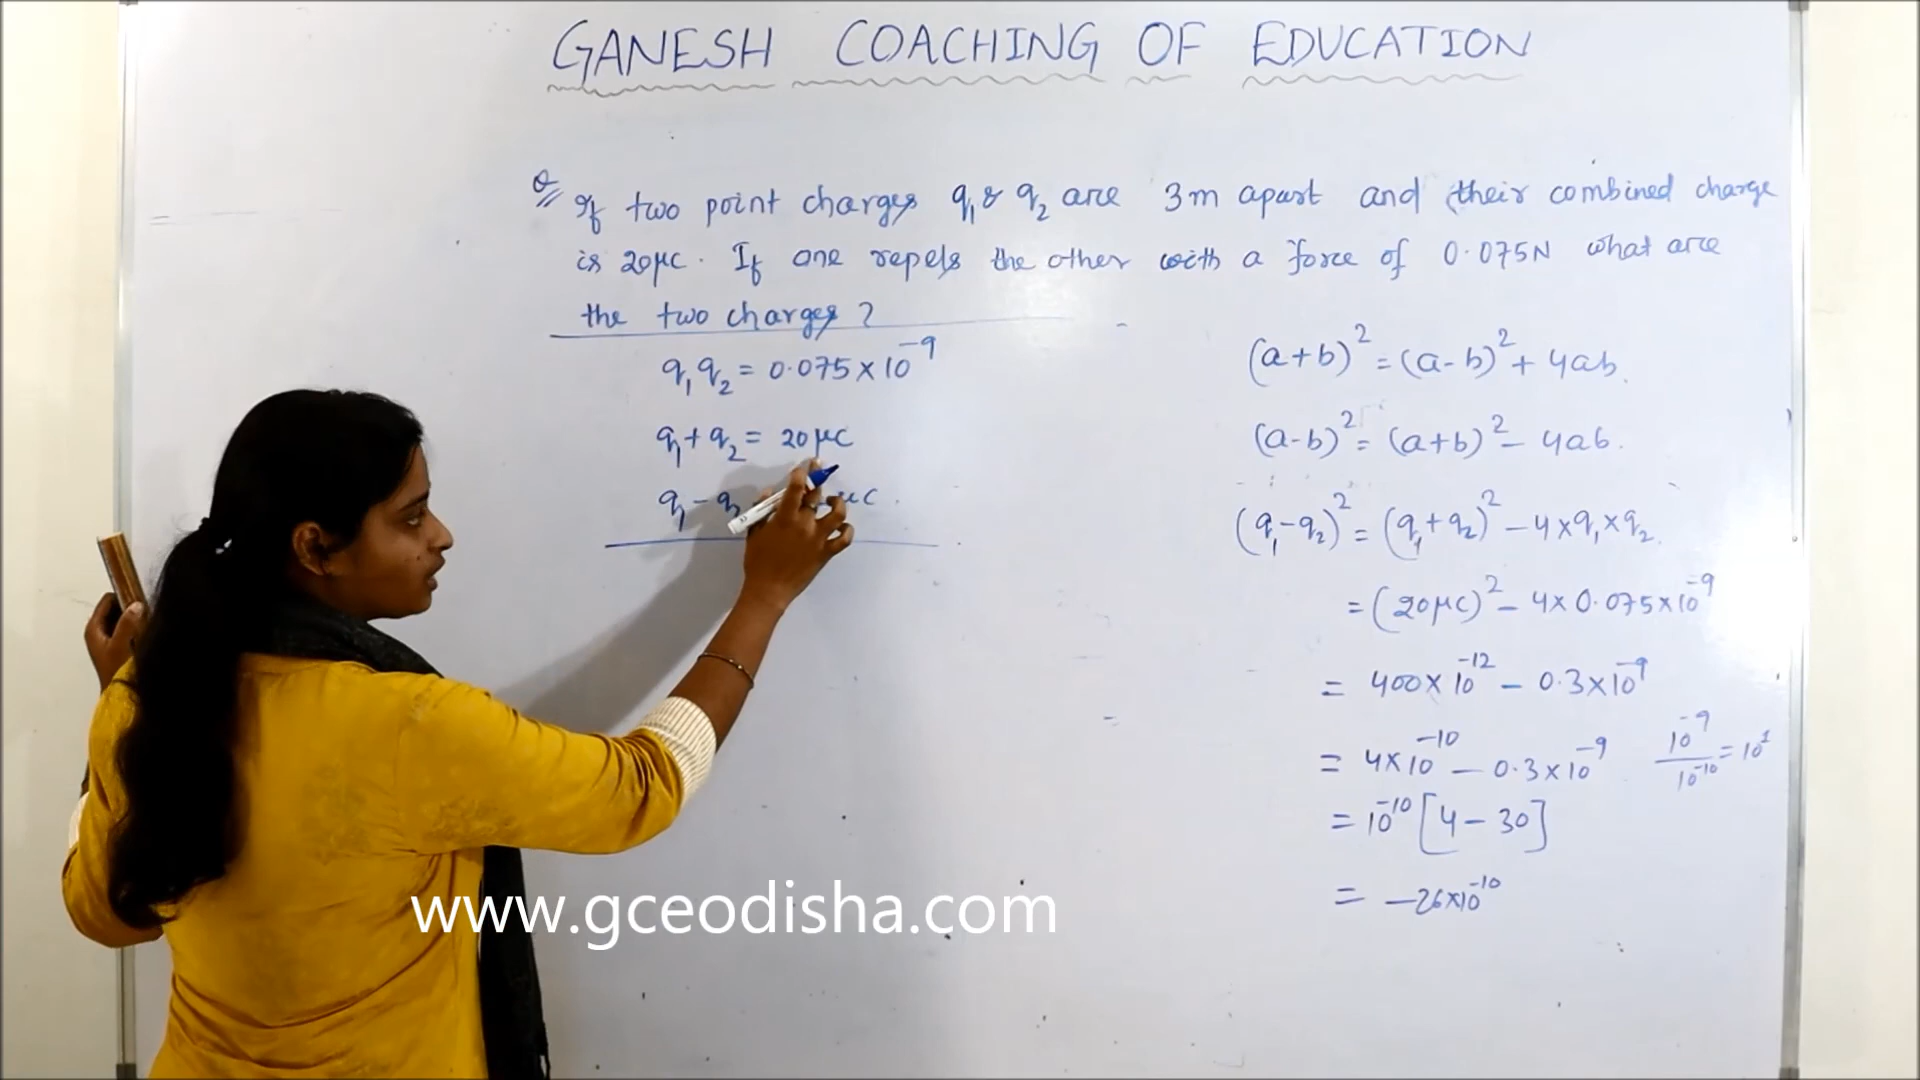 GANESH COACHING OF EDUCATION
Q If two point charges q₁ & q₂ are 3m apart and their combined charge
is 20μc. If one repels the other with a force of 0.075N what are
the two charges?
q₁q₂ = 0.075×10⁻⁹
q₁+q₂ = 20μc
q₁-q₂ μc.
(a+b)² = (a-b)² + 4ab.
(a-b)² = (a+b)² - 4ab.
(q₁-q₂)² = (q₁+q₂)² - 4×q₁×q₂.
= (20μc)² - 4×0.075×10⁻⁹
= 400×10⁻¹² - 0.3×10⁻⁹
= 4×10⁻¹⁰ - 0.3×10⁻⁹ 10⁻⁹/10⁻¹⁰ = 10¹
= 10⁻¹⁰[4-30]
= -26×10⁻¹⁰
www.gceodisha.com